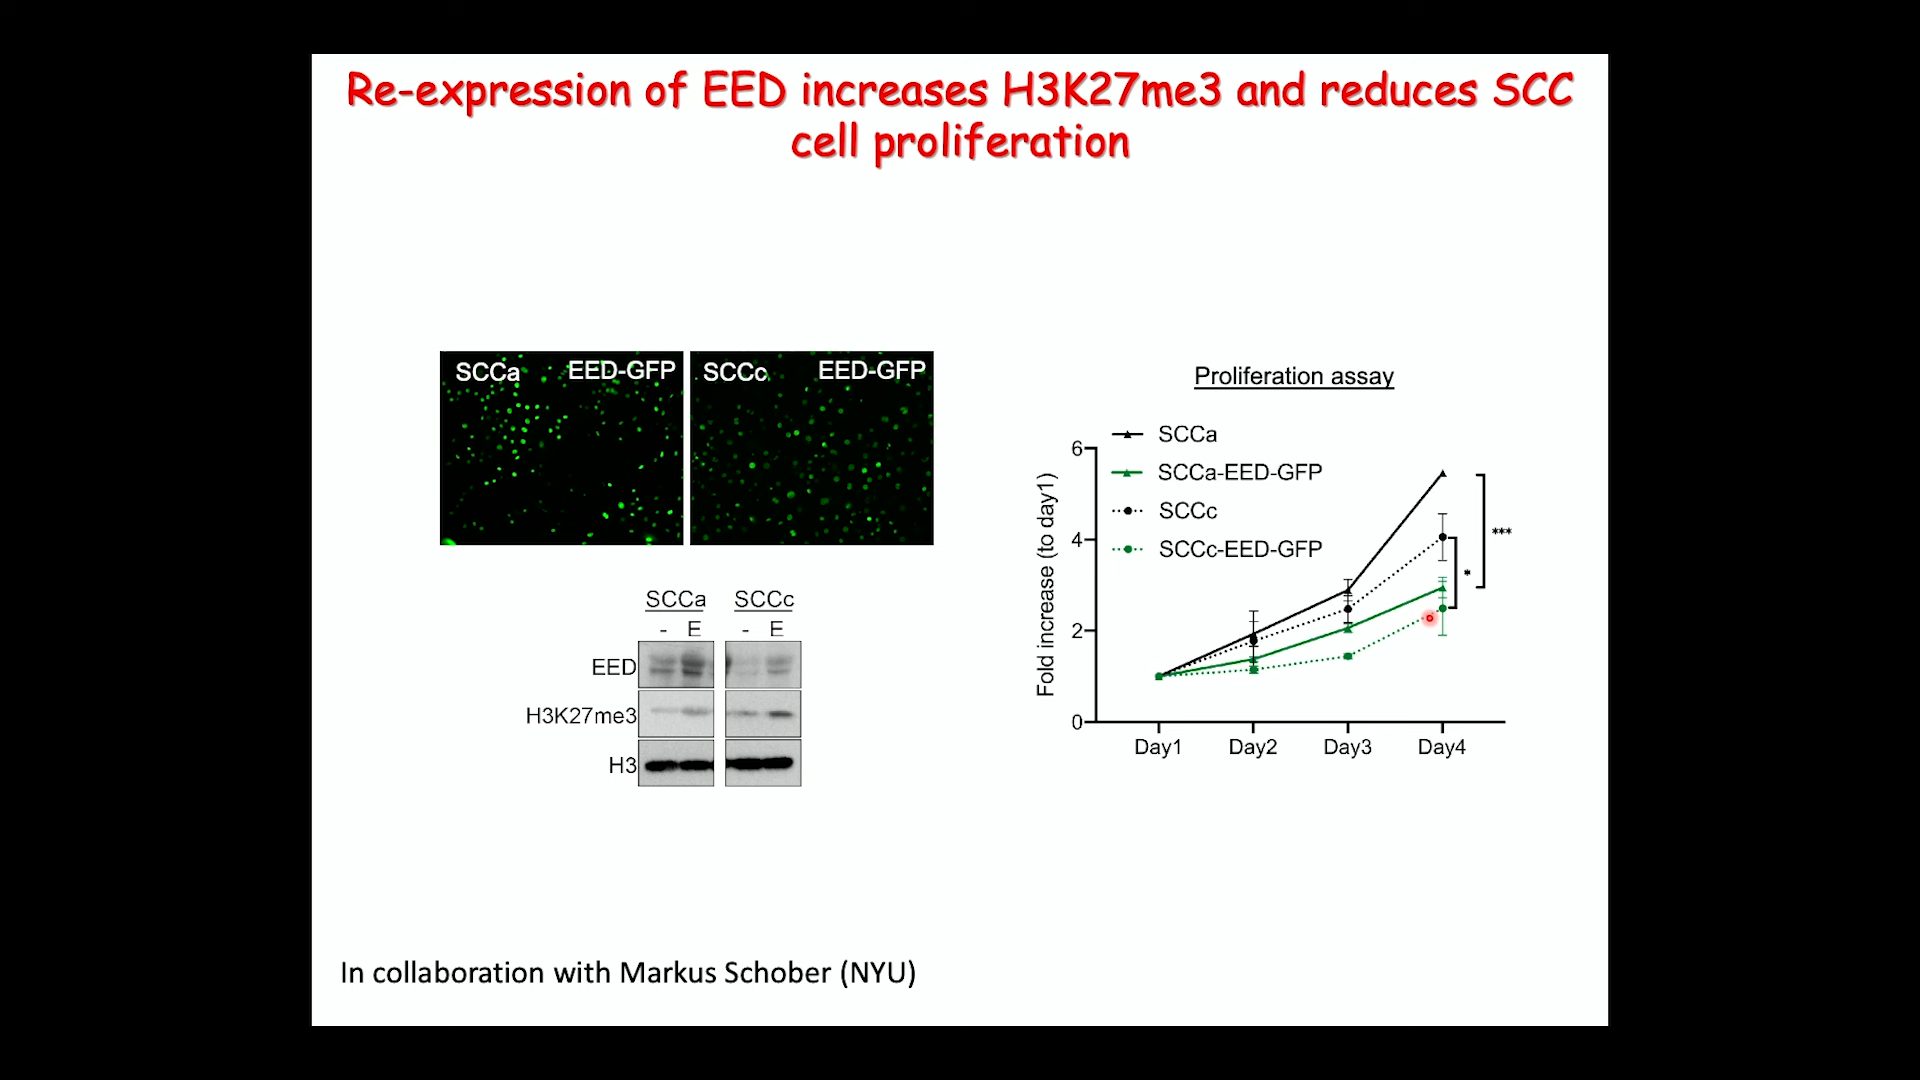 Re-expression of EED increases H3K27me3 and reduces SCC
cell proliferation
SCCa EED-GFP
SCCc EED-GFP
SCCa SCCc
- E - E
EED
H3K27me3
H3
Proliferation assay
SCCa
SCCa-EED-GFP
SCCc
SCCc-EED-GFP
Fold increase (to day1)
6
4
2
0
***
*
Day1 Day2 Day3 Day4
In collaboration with Markus Schober (NYU)